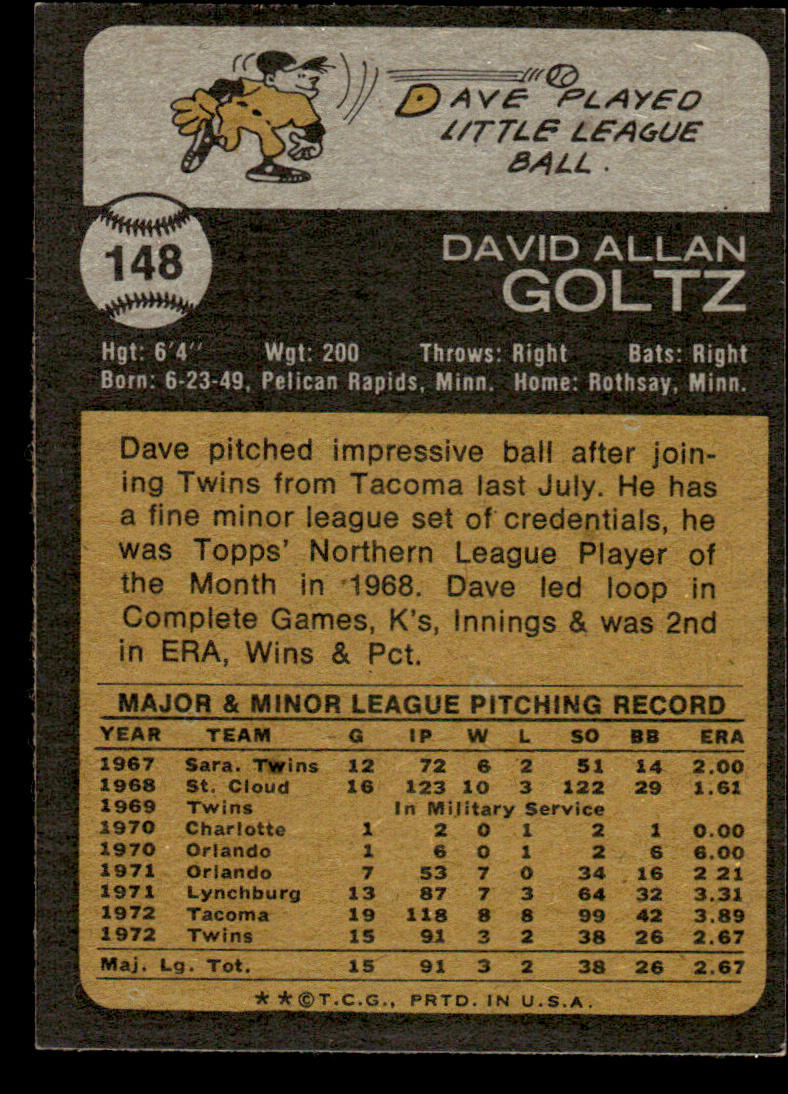 DAVE PLAYED
LITTLE LEAGUE
BALL.
148
DAVID ALLAN
GOLTZ
Hgt: 6'4" Wgt: 200 Throws: Right Bats: Right
Born: 6-23-49, Pelican Rapids, Minn. Home: Rothsay, Minn.
Dave pitched impressive ball after join-
ing Twins from Tacoma last July. He has
a fine minor league set of credentials, he
was Topps' Northern League Player of
the Month in 1968. Dave led loop in
Complete Games, K's, Innings & was 2nd
in ERA, Wins & Pct.
MAJOR & MINOR LEAGUE PITCHING RECORD
YEAR TEAM G IP W L SO BB ERA
1967 Sara. Twins 12 72 6 2 51 14 2.00
1968 St. Cloud 16 123 10 3 122 29 1.61
1969 Twins In Military Service
1970 Charlotte 1 2 0 1 2 1 0.00
1970 Orlando 1 6 0 1 2 6 6.00
1971 Orlando 7 53 7 0 34 16 2 21
1971 Lynchburg 13 87 7 3 64 32 3.31
1972 Tacoma 19 118 8 8 99 42 3.89
1972 Twins 15 91 3 2 38 26 2.67
Maj. Lg. Tot. 15 91 3 2 38 26 2.67
**©T.C.G., PRTD. IN U.S.A.